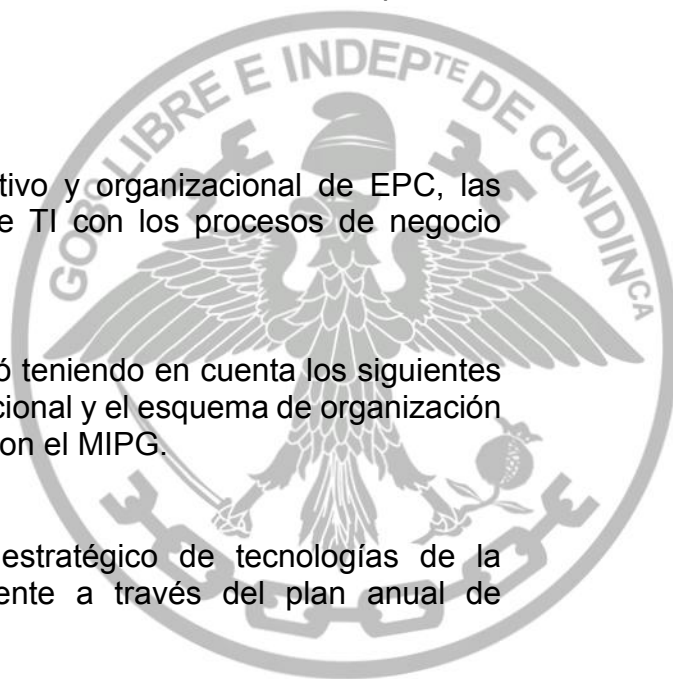 GOBO LIBRE E INDEPTE DE CUNDINCA
tivo y organizacional de EPC, las
e TI con los procesos de negocio
ó teniendo en cuenta los siguientes
cional y el esquema de organización
on el MIPG.
estratégico de tecnologías de la
ente a través del plan anual de